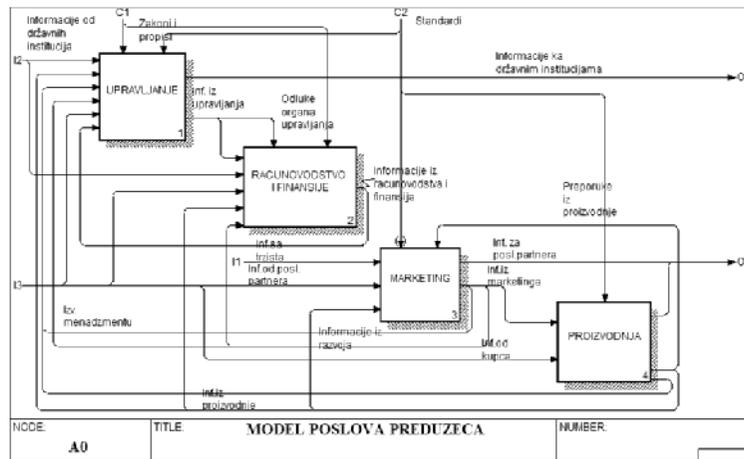 C1
C2
Informacije od
državnih
institucija
Zakoni i
propisi
Standardi
I2
UPRAVLJANJE
1
Informacije ka
državnim institucijama
O
Inf. iz
upravljanja
Odluke
organa
upravljanja
RACUNOVODSTVO
I FINANSIJE
2
Informacije iz
racunovodstva i
finansija
Preporuke
iz
proizvodnje
Inf.sa
trzista
I1
Inf.od posl.
partnera
MARKETING
3
Inf. za
posl.partnera
O
Inf.iz
marketinga
I3
Izv.
menadzmentu
Informacije iz
razvoja
Inf.od
kupca
PROIZVODNJA
4
Inf.iz
proizvodnje
NODE:
A0
TITLE:
MODEL POSLOVA PREDUZECA
NUMBER: